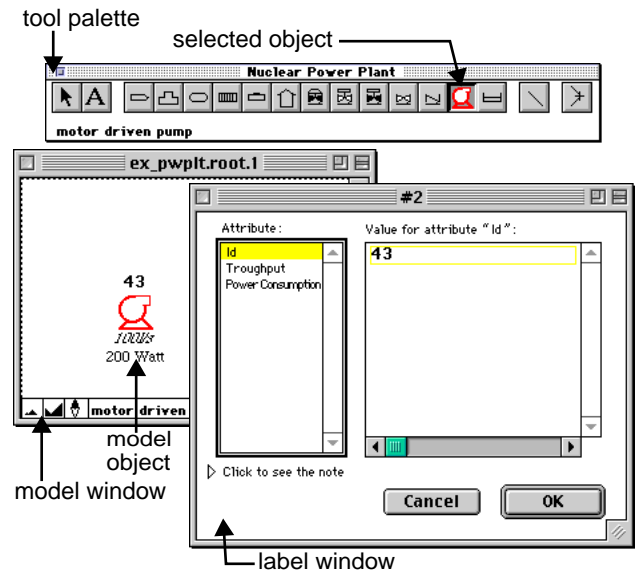 tool palette
selected object
Nuclear Power Plant
A
motor driven pump
ex_pwplt.root.1
#2
Attribute:
Value for attribute "Id":
Id
43
Troughput
Power Consumption
43
100l/s
200 Watt
motor driven
model
object
Click to see the note
model window
Cancel
OK
label window